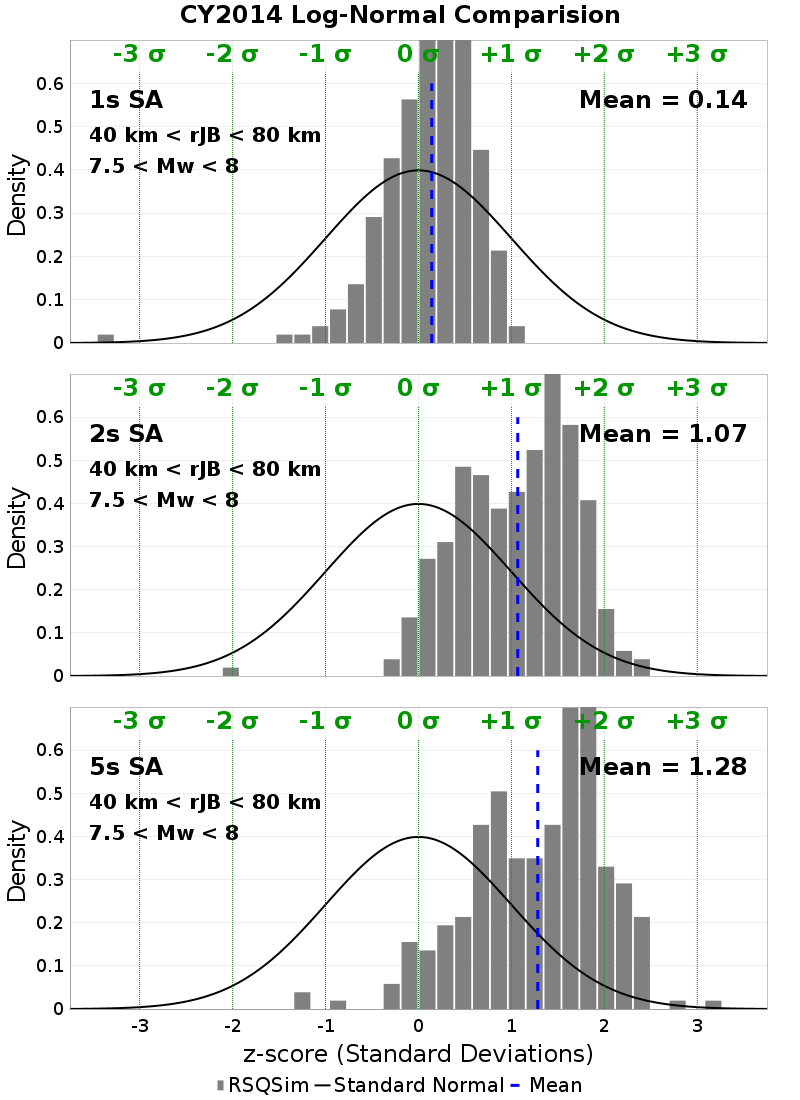 CY2014 Log-Normal Comparision
-3 σ -2 σ -1 σ 0 σ +1 σ +2 σ +3 σ
0.6
1s SA Mean = 0.14
0.5
40 km < rJB < 80 km
7.5 < Mw < 8
0.4
Density
0.3
0.2
0.1
0
-3 σ -2 σ -1 σ 0 σ +1 σ +2 σ +3 σ
0.6
2s SA Mean = 1.07
0.5
40 km < rJB < 80 km
7.5 < Mw < 8
0.4
Density
0.3
0.2
0.1
0
-3 σ -2 σ -1 σ 0 σ +1 σ +2 σ +3 σ
0.6
5s SA Mean = 1.28
0.5
40 km < rJB < 80 km
7.5 < Mw < 8
0.4
Density
0.3
0.2
0.1
0
-3 -2 -1 0 1 2 3
z-score (Standard Deviations)
RSQSim Standard Normal Mean